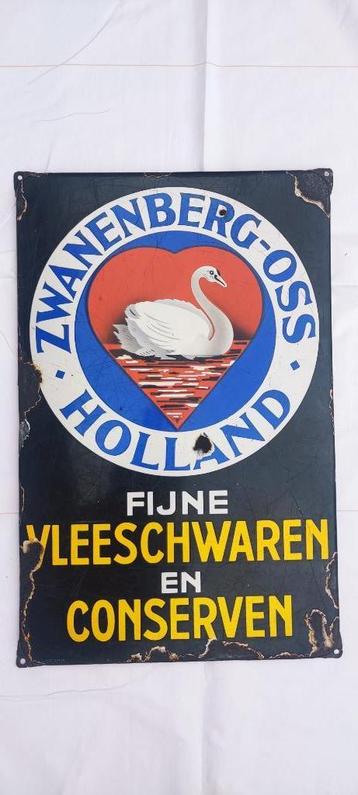 ZWANENBERG-OSS
· HOLLAND ·
FIJNE
VLEESCHWAREN
EN
CONSERVEN